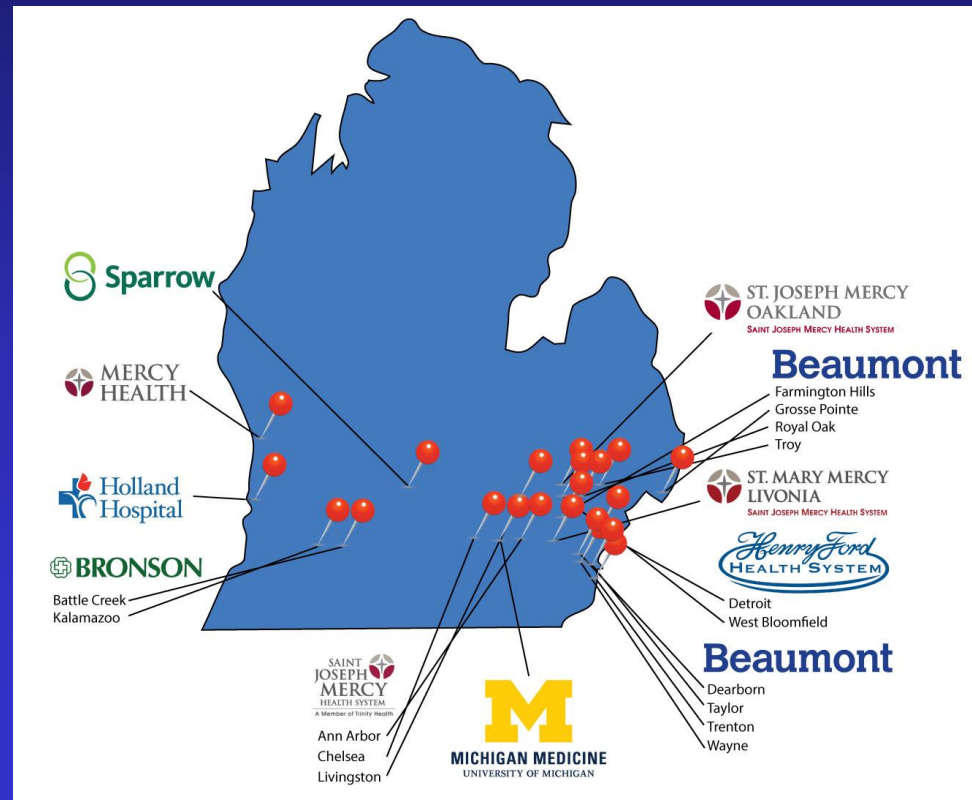 Sparrow
MERCY
HEALTH
Holland
Hospital
BRONSON
Battle Creek
Kalamazoo
SAINT
JOSEPH
MERCY
HEALTH SYSTEM
A Member of Trinity Health
Ann Arbor
Chelsea
Livingston
M
MICHIGAN MEDICINE
UNIVERSITY OF MICHIGAN
ST. JOSEPH MERCY
OAKLAND
SAINT JOSEPH MERCY HEALTH SYSTEM
Beaumont
Farmington Hills
Grosse Pointe
Royal Oak
Troy
ST. MARY MERCY
LIVONIA
SAINT JOSEPH MERCY HEALTH SYSTEM
Henry Ford
HEALTH SYSTEM
Detroit
West Bloomfield
Beaumont
Dearborn
Taylor
Trenton
Wayne